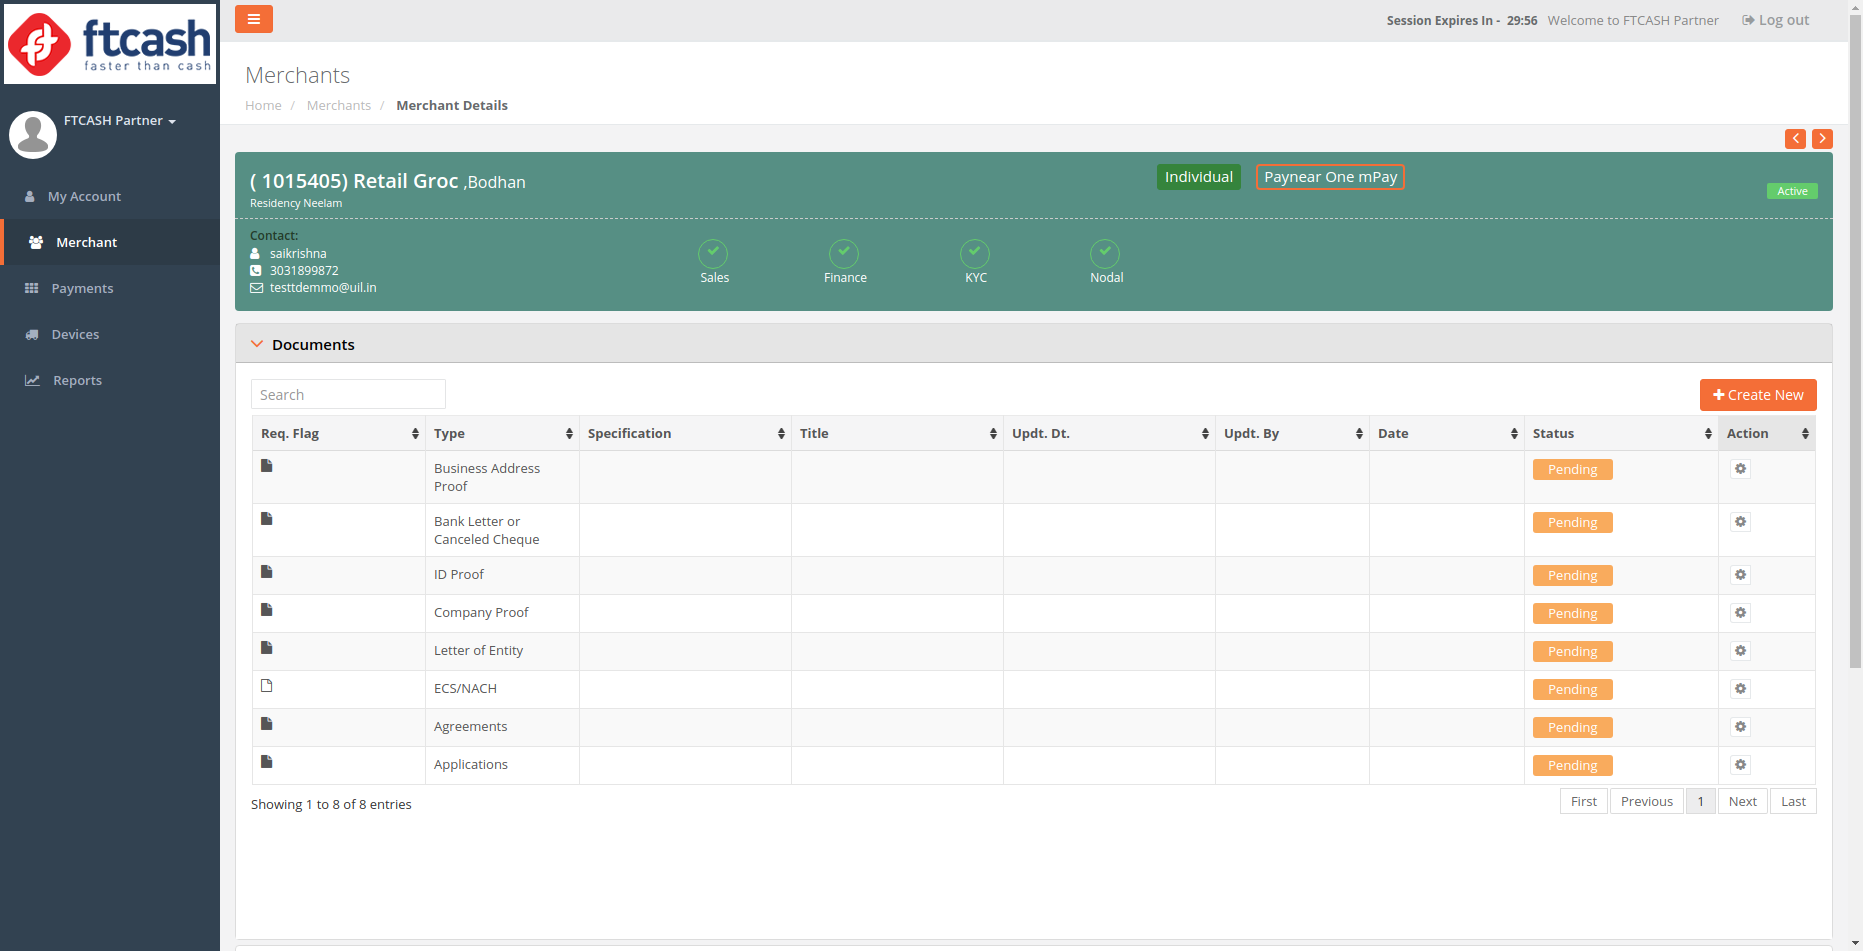 ftcash
faster than cash
Session Expires In - 29:56 Welcome to FTCASH Partner Log out
Merchants
Home / Merchants / Merchant Details
FTCASH Partner
My Account
Merchant
Payments
Devices
Reports
( 1015405) Retail Groc ,Bodhan
Residency Neelam
Individual
Paynear One mPay
Active
Contact:
saikrishna
3031899872
testtdemmo@uil.in
Sales
Finance
KYC
Nodal
Documents
Search
Create New
Req. Flag Type Specification Title Updt. Dt. Updt. By Date Status Action
Business Address
Proof
Pending
Bank Letter or
Canceled Cheque
Pending
ID Proof Pending
Company Proof Pending
Letter of Entity Pending
ECS/NACH Pending
Agreements Pending
Applications Pending
Showing 1 to 8 of 8 entries
First Previous 1 Next Last